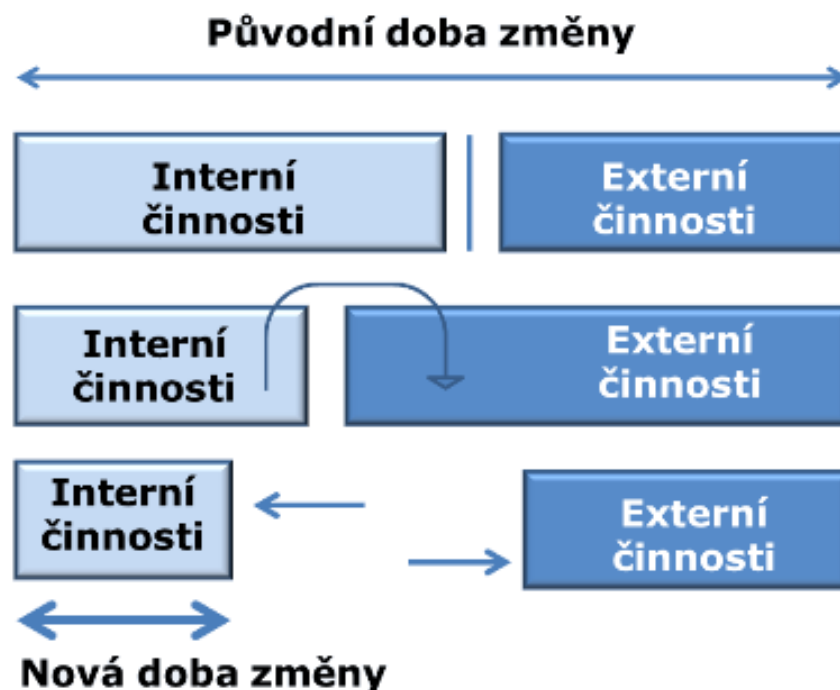 Původní doba změny
Interní
činnosti
Externí
činnosti
Interní
činnosti
Externí
činnosti
Interní
činnosti
Externí
činnosti
Nová doba změny